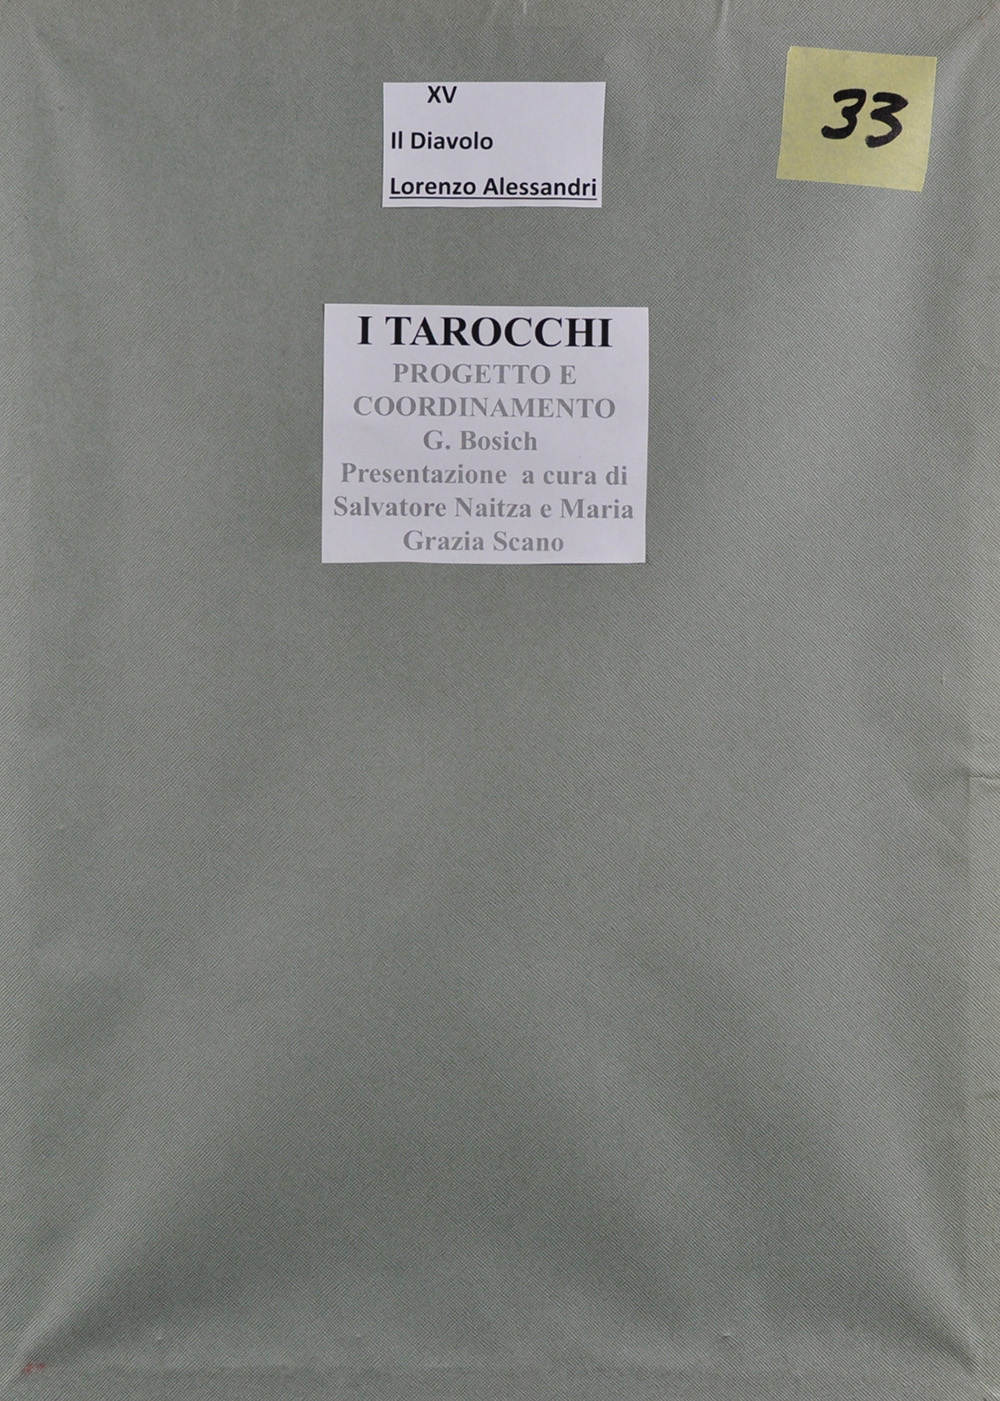 XV
Il Diavolo
Lorenzo Alessandri
33
I TAROCCHI
PROGETTO E
COORDINAMENTO
G. Bosich
Presentazione a cura di
Salvatore Naitza e Maria
Grazia Scano